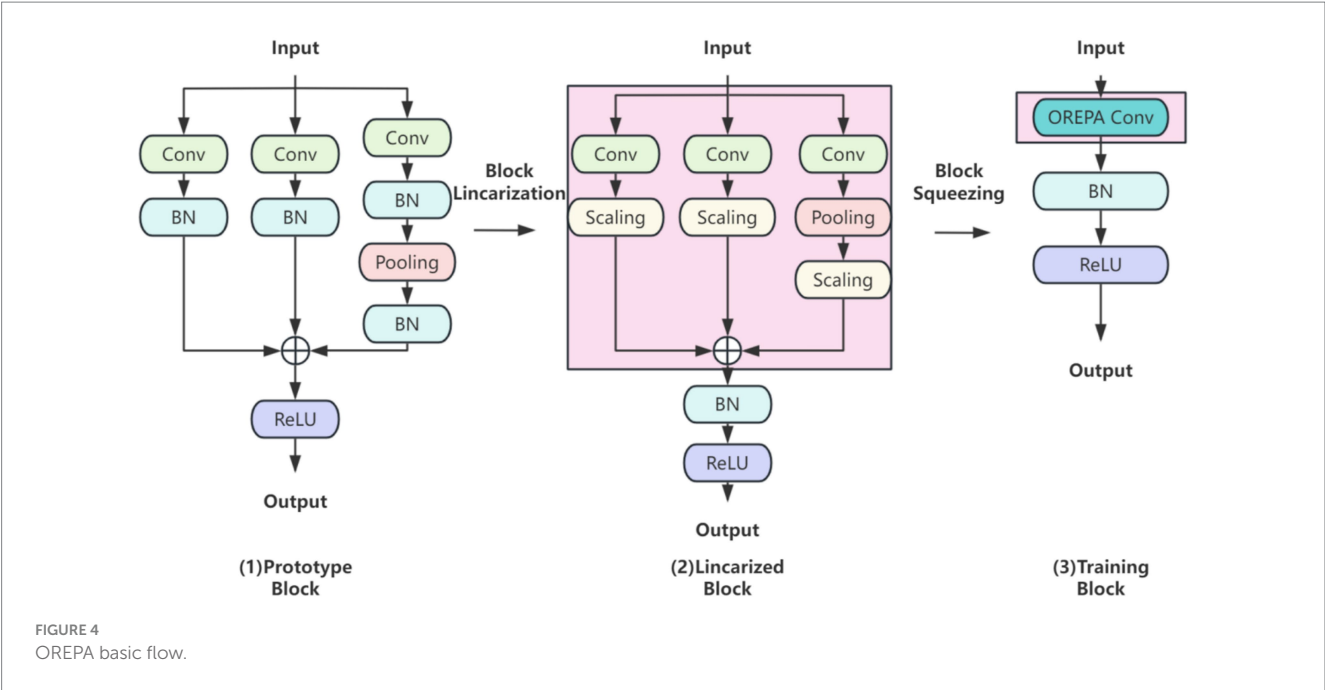 Input
Conv
BN
Conv
BN
Conv
BN
Pooling
BN
ReLU
Output
(1)Prototype
Block
Block
Lincarization
Input
Conv
Scaling
Conv
Scaling
Conv
Pooling
Scaling
BN
ReLU
Output
(2)Lincarized
Block
Block
Squeezing
Input
OREPA Conv
BN
ReLU
Output
(3)Training
Block
FIGURE 4
OREPA basic flow.